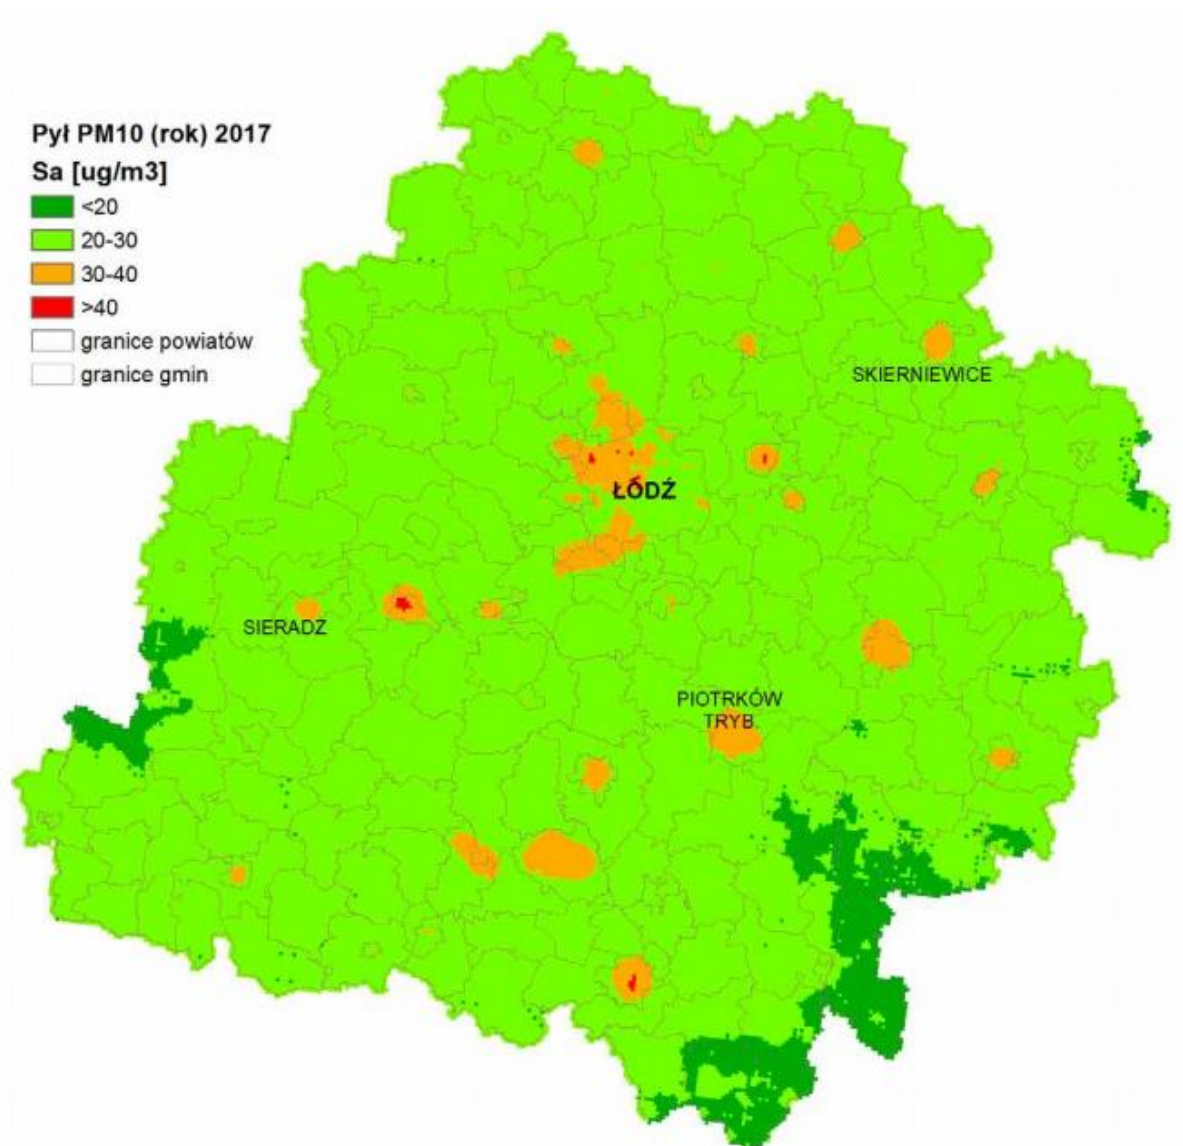 Pył PM10 (rok) 2017
Sa [ug/m3]
<20
20-30
30-40
>40
granice powiatów
granice gmin
SKIERNIEWICE
ŁÓDŹ
SIERADZ
PIOTRKÓW
TRYB.